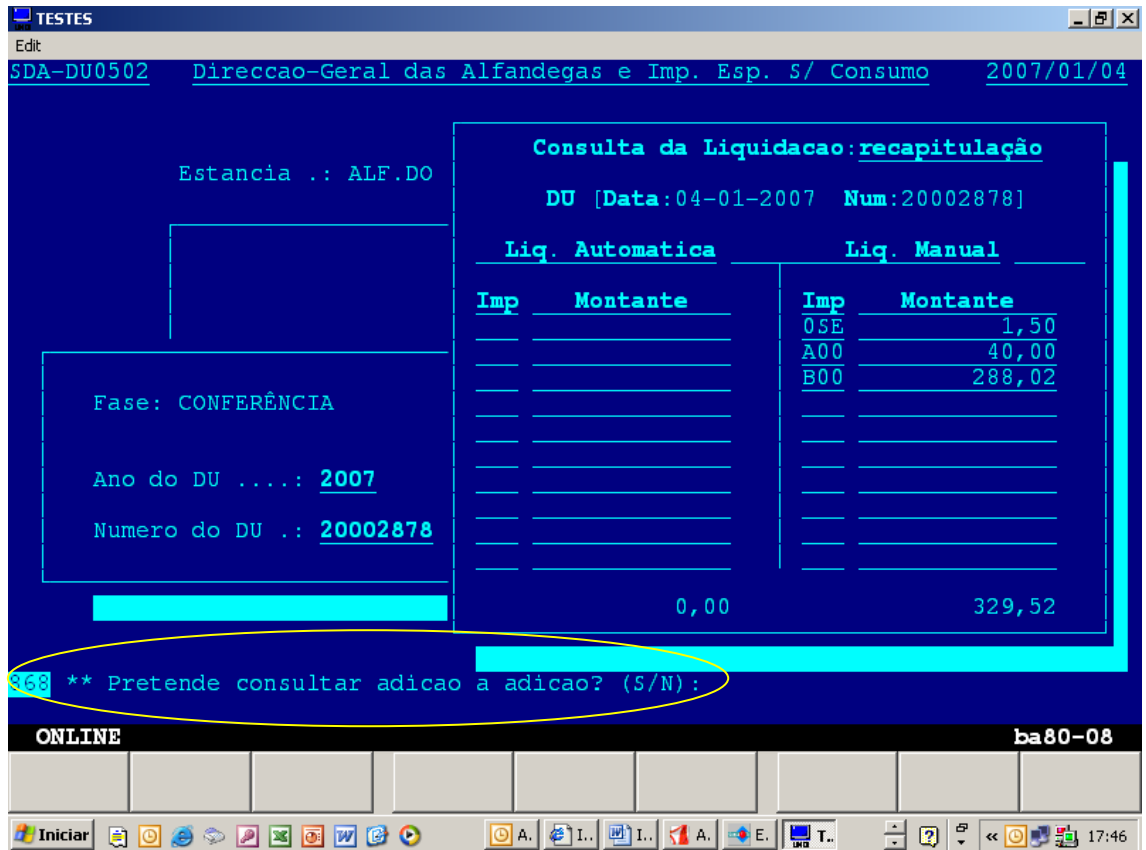 TESTES
Edit
SDA-DU0502 Direccao-Geral das Alfandegas e Imp. Esp. S/ Consumo 2007/01/04
Consulta da Liquidacao:recapitulação
Estancia .: ALF.DO
DU [Data:04-01-2007 Num:20002878]
Liq. Automatica Liq. Manual
Imp Montante Imp Montante
0SE 1,50
A00 40,00
B00 288,02
Fase: CONFERÊNCIA
Ano do DU ....: 2007
Numero do DU .: 20002878
0,00 329,52
868 ** Pretende consultar adicao a adicao? (S/N):
ONLINE ba80-08
Iniciar A. I.. I.. A. E. T.. 17:46